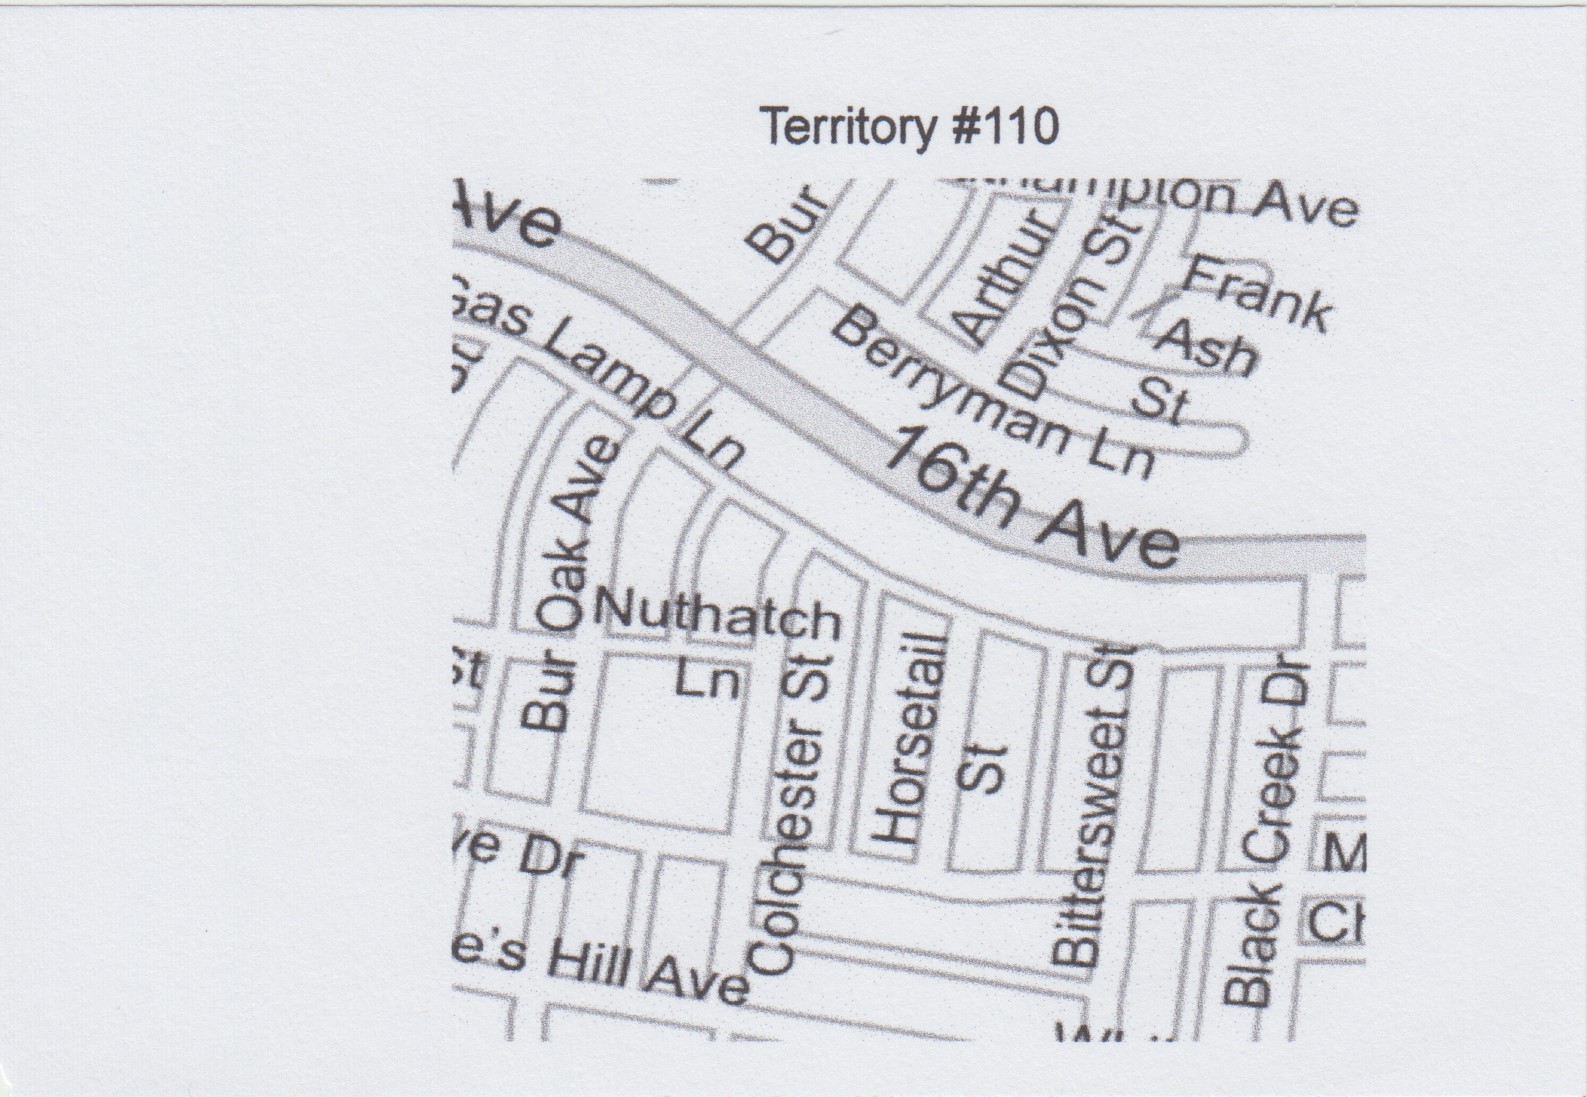 Territory #110
Ave
Bur
Ave
Arthur
Dixon St
Frank
Ash
St
Gas Lamp Ln
Berryman Ln
16th Ave
Bur Oak Ave
Nuthatch
Ln
Colchester St
Horsetail
St
Bittersweet St
Black Creek Dr
Dr
Hill Ave